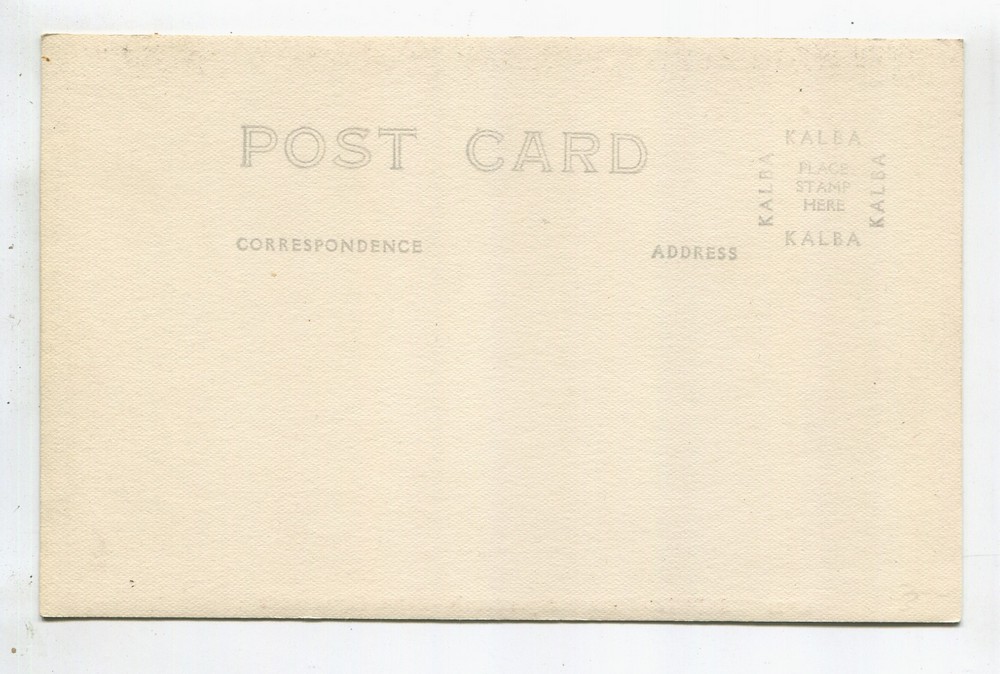 POST CARD
CORRESPONDENCE
ADDRESS
KALBA
KALBA
PLACE
STAMP
HERE
KALBA
KALBA